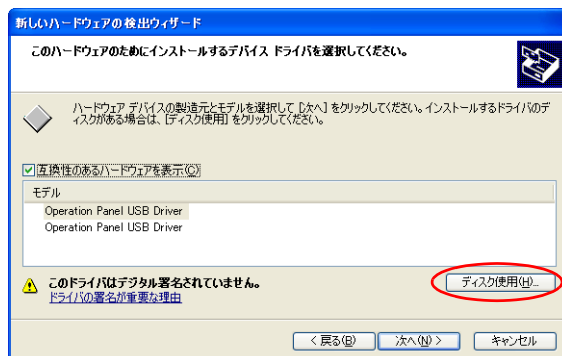 新しいハードウェアの検出ウィザード
このハードウェアのためにインストールするデバイス ドライバを選択してください。
ハードウェア デバイスの製造元とモデルを選択して [次へ] をクリックしてください。インストールするドライバのデ
ィスクがある場合は、[ディスク使用] をクリックしてください。
互換性のあるハードウェアを表示(C)
モデル
Operation Panel USB Driver
Operation Panel USB Driver
このドライバはデジタル署名されていません。
ドライバの署名が重要な理由
ディスク使用(H)...
< 戻る(B)
次へ(N) >
キャンセル